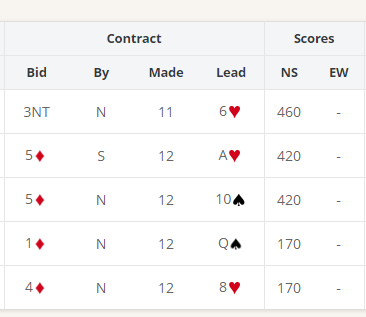 Contract Scores
Bid By Made Lead NS EW
3NT N 11 6♥ 460 -
5♦ S 12 A♥ 420 -
5♦ N 12 10♠ 420 -
1♦ N 12 Q♠ 170 -
4♦ N 12 8♥ 170 -